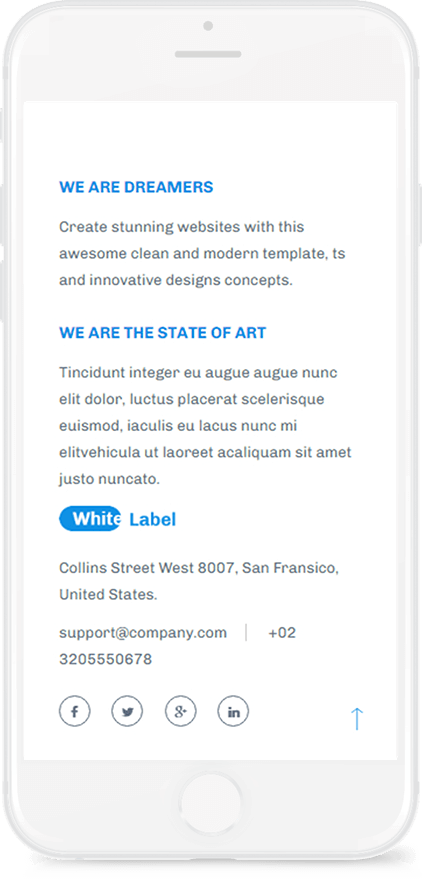 WE ARE DREAMERS
Create stunning websites with this
awesome clean and modern template, ts
and innovative designs concepts.
WE ARE THE STATE OF ART
Tincidunt integer eu augue augue nunc
elit dolor, luctus placerat scelerisque
euismod, iaculis eu lacus nunc mi
elitvehicula ut laoreet acaliquam sit amet
justo nuncato.
White Label
Collins Street West 8007, San Fransico,
United States.
support@company.com | +02
3205550678